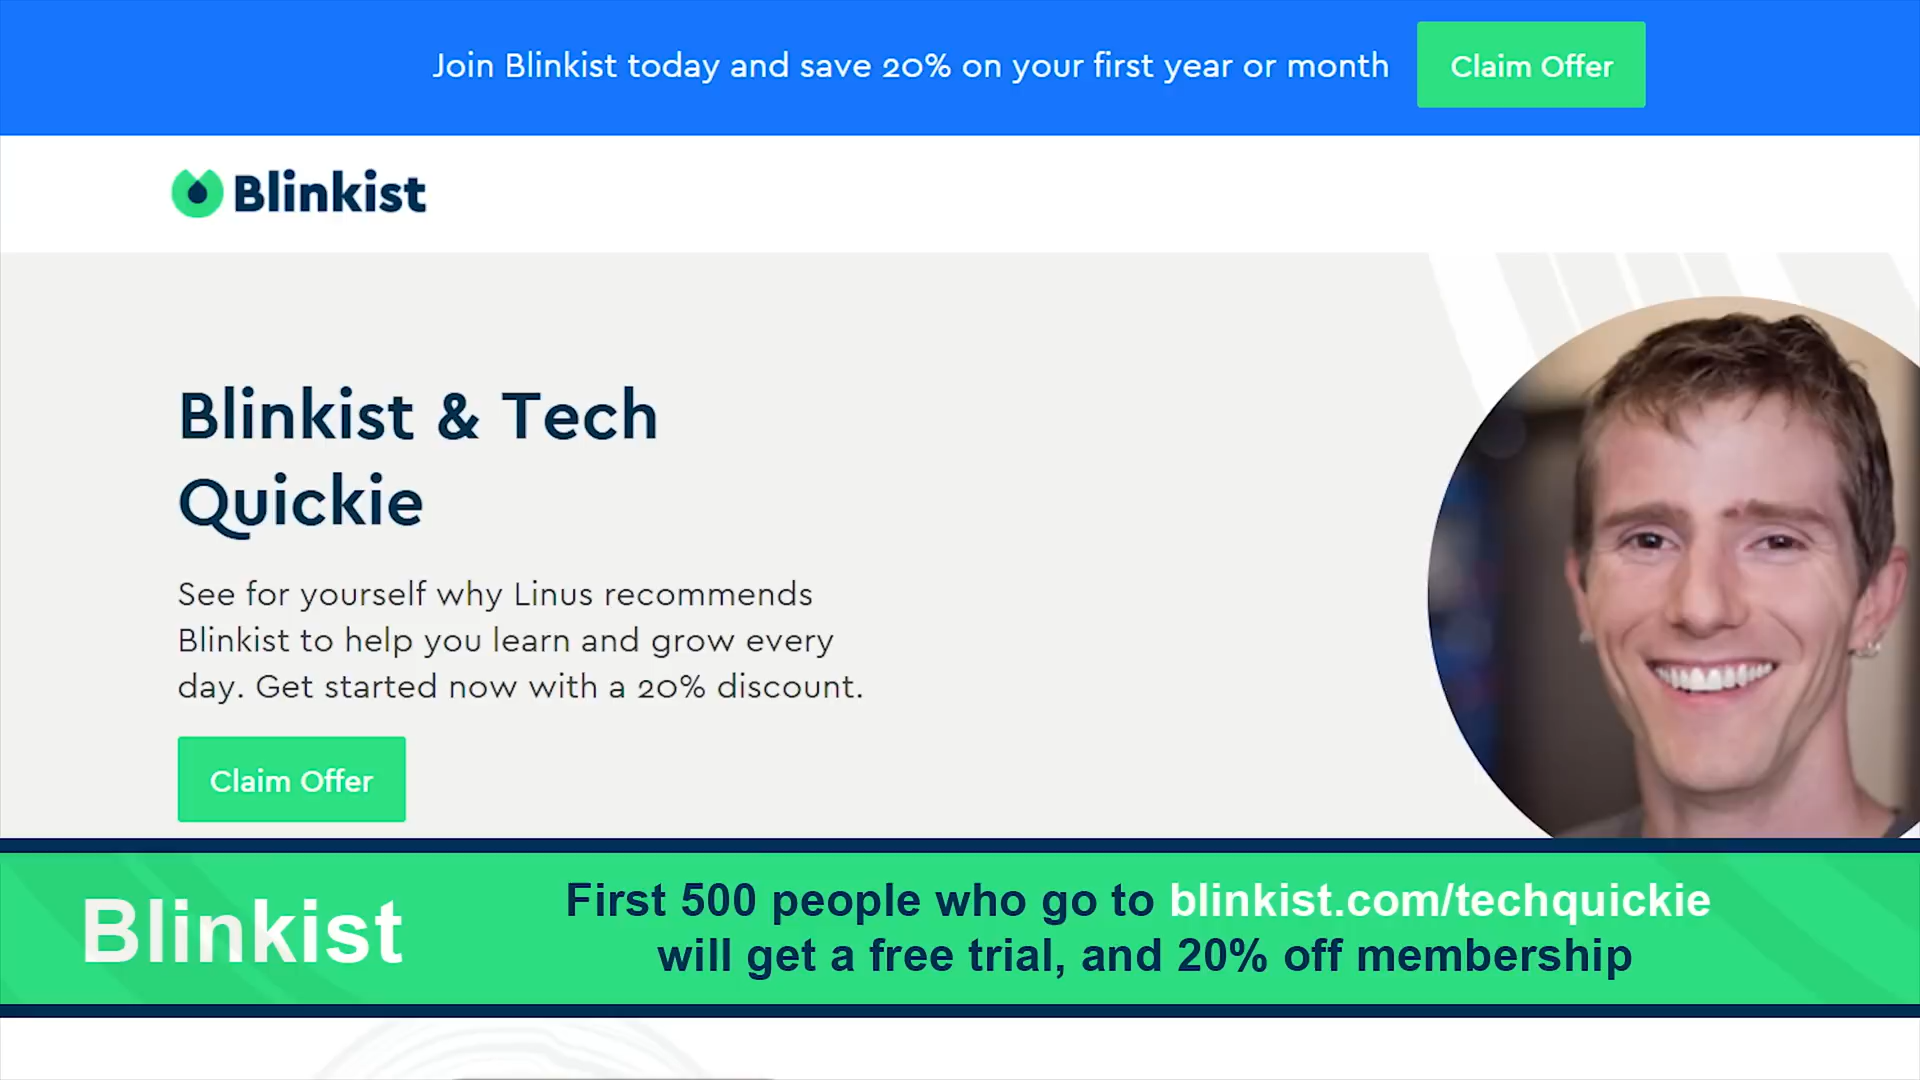 Join Blinkist today and save 20% on your first year or month
Claim Offer
Blinkist
Blinkist & Tech
Quickie
See for yourself why Linus recommends
Blinkist to help you learn and grow every
day. Get started now with a 20% discount.
Claim Offer
Blinkist
First 500 people who go to blinkist.com/techquickie
will get a free trial, and 20% off membership